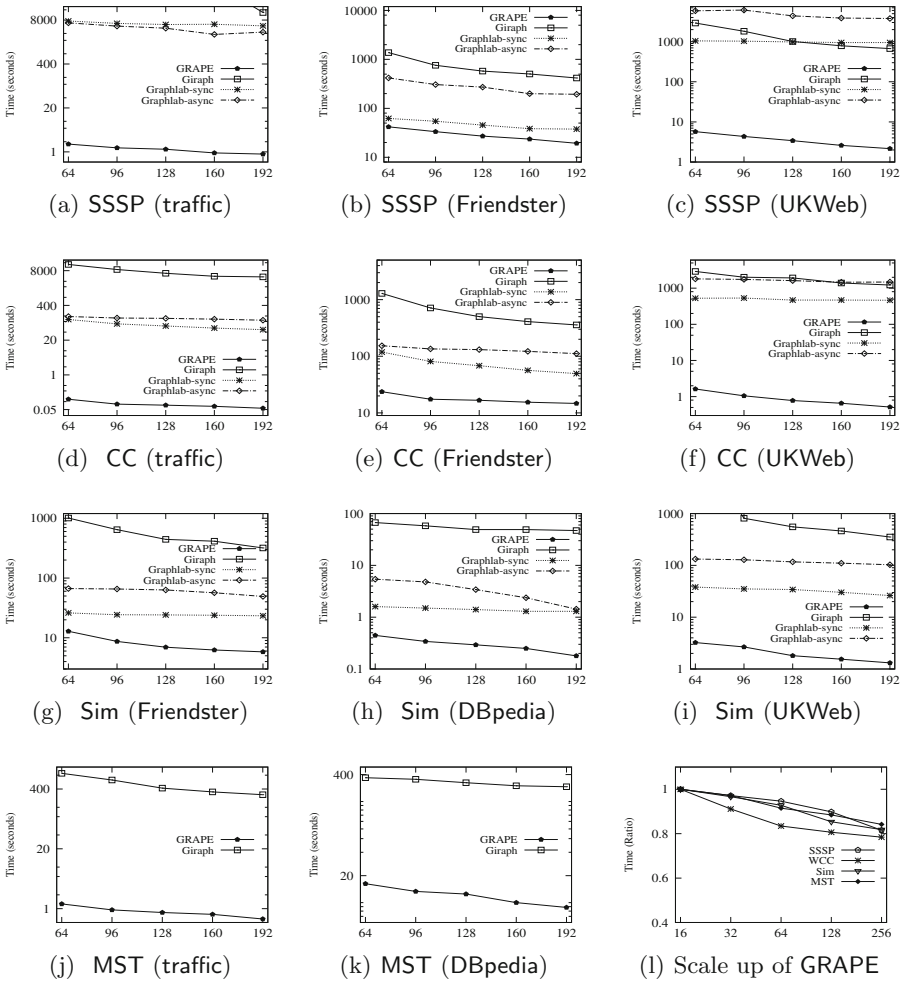 Time (seconds)
8000
400
20
1
GRAPE
Giraph
Graphlab-sync
Graphlab-async
64 96 128 160 192
(a) SSSP (traffic)
Time (seconds)
1000
100
10
GRAPE
Giraph
Graphlab-sync
Graphlab-async
64 96 128 160 192
(b) SSSP (Friendster)
Time (seconds)
1000
100
10
1
GRAPE
Giraph
Graphlab-sync
Graphlab-async
64 96 128 160 192
(c) SSSP (UKWeb)
Time (seconds)
8000
400
20
1
0.05
GRAPE
Giraph
Graphlab-sync
Graphlab-async
64 96 128 160 192
(d) CC (traffic)
Time (seconds)
1000
100
10
GRAPE
Giraph
Graphlab-sync
Graphlab-async
64 96 128 160 192
(e) CC (Friendster)
Time (seconds)
1000
100
10
1
GRAPE
Giraph
Graphlab-sync
Graphlab-async
64 96 128 160 192
(f) CC (UKWeb)
Time (seconds)
1000
100
10
GRAPE
Giraph
Graphlab-sync
Graphlab-async
64 96 128 160 192
(g) Sim (Friendster)
Time (seconds)
100
10
1
0.1
GRAPE
Giraph
Graphlab-sync
Graphlab-async
64 96 128 160 192
(h) Sim (DBpedia)
Time (seconds)
1000
100
10
1
GRAPE
Giraph
Graphlab-sync
Graphlab-async
64 96 128 160 192
(i) Sim (UKWeb)
Time (seconds)
400
20
1
GRAPE
Giraph
64 96 128 160 192
(j) MST (traffic)
Time (seconds)
400
20
GRAPE
Giraph
64 96 128 160 192
(k) MST (DBpedia)
Time (Ratio)
1
0.8
0.6
0.4
SSSP
WCC
Sim
MST
16 32 64 128 256
(l) Scale up of GRAPE